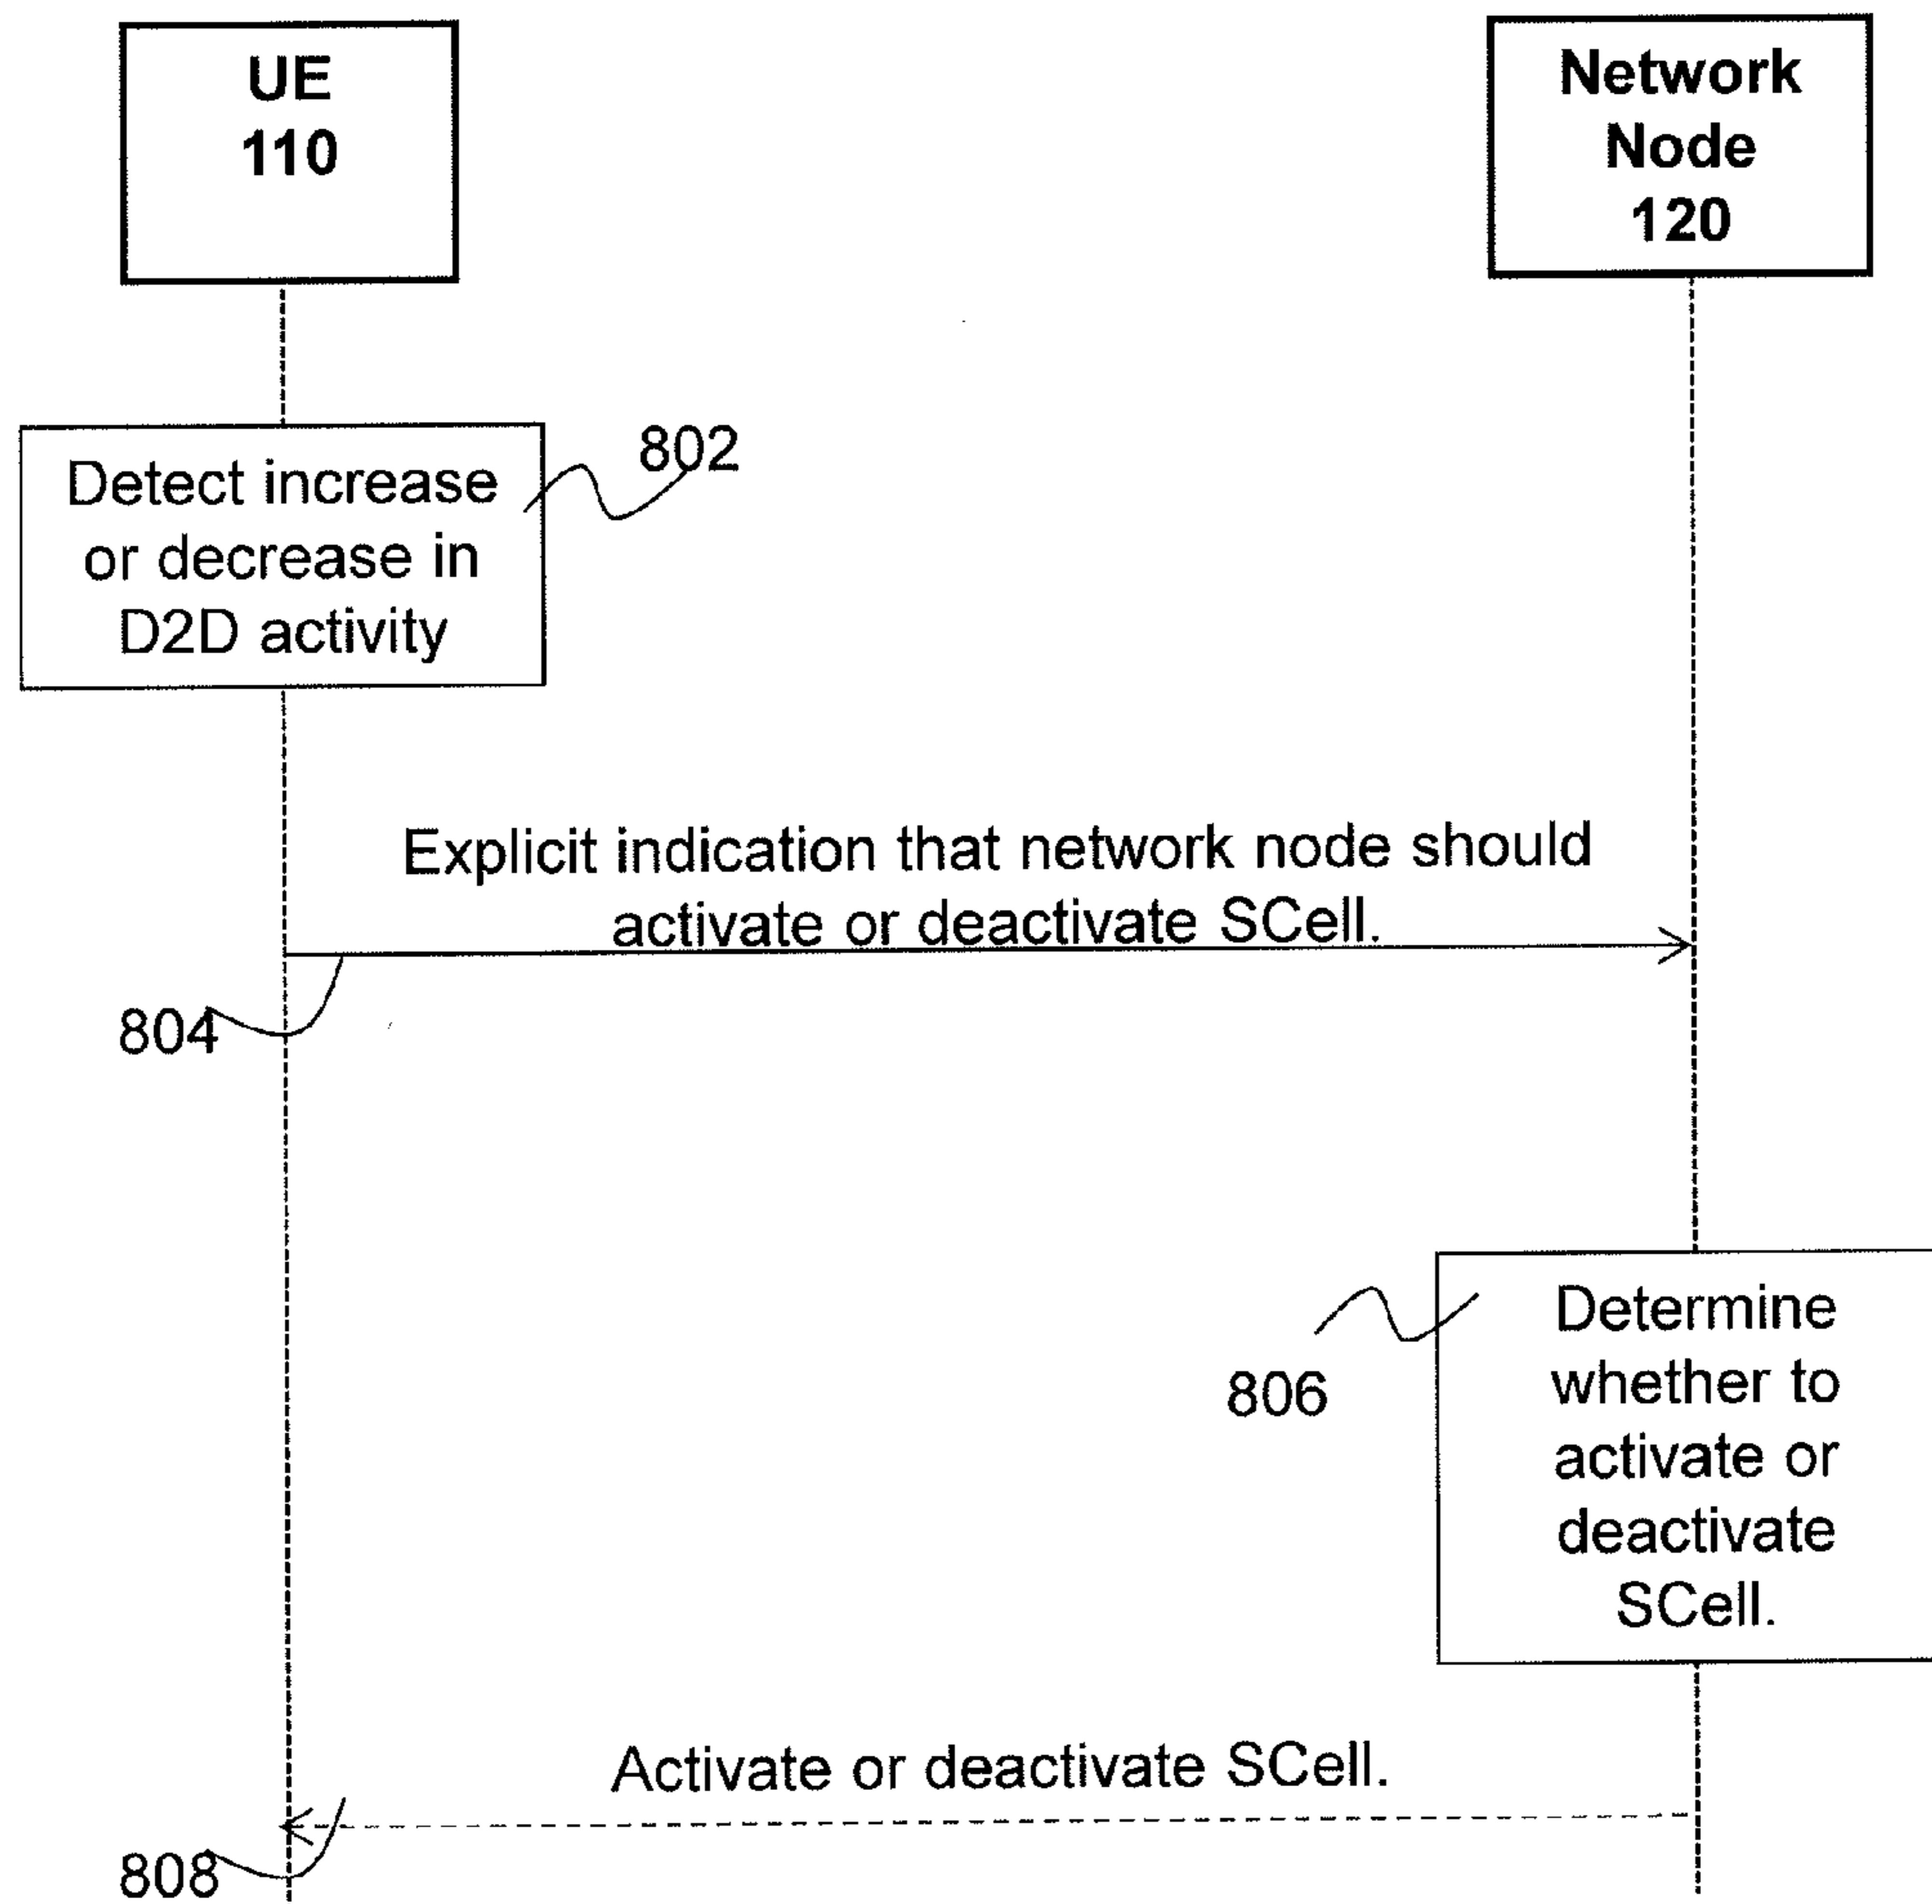 UE
110
Network
Node
120
Detect increase
or decrease in
D2D activity
802
Explicit indication that network node should
activate or deactivate SCell.
804
Determine
whether to
activate or
deactivate
SCell.
806
Activate or deactivate SCell.
808